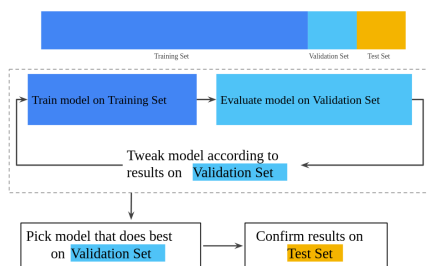 Training Set
Validation Set
Test Set
Train model on Training Set
Evaluate model on Validation Set
Tweak model according to
results on Validation Set
Pick model that does best
on Validation Set
Confirm results on
Test Set